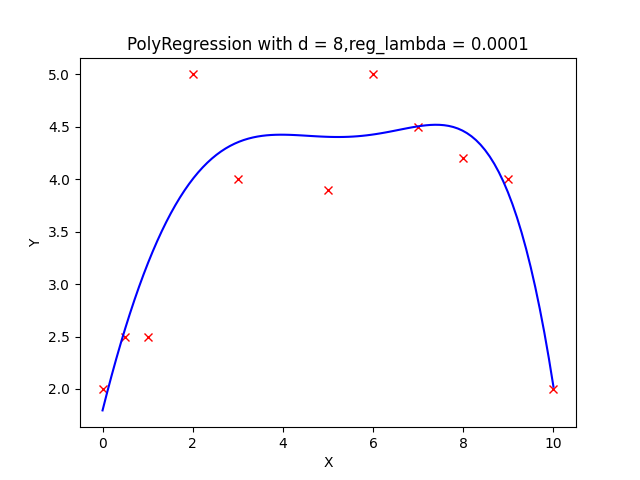 PolyRegression with d = 8,reg_lambda = 0.0001
5.0
4.5
4.0
3.5
3.0
2.5
2.0
Y
0 2 4 6 8 10
X